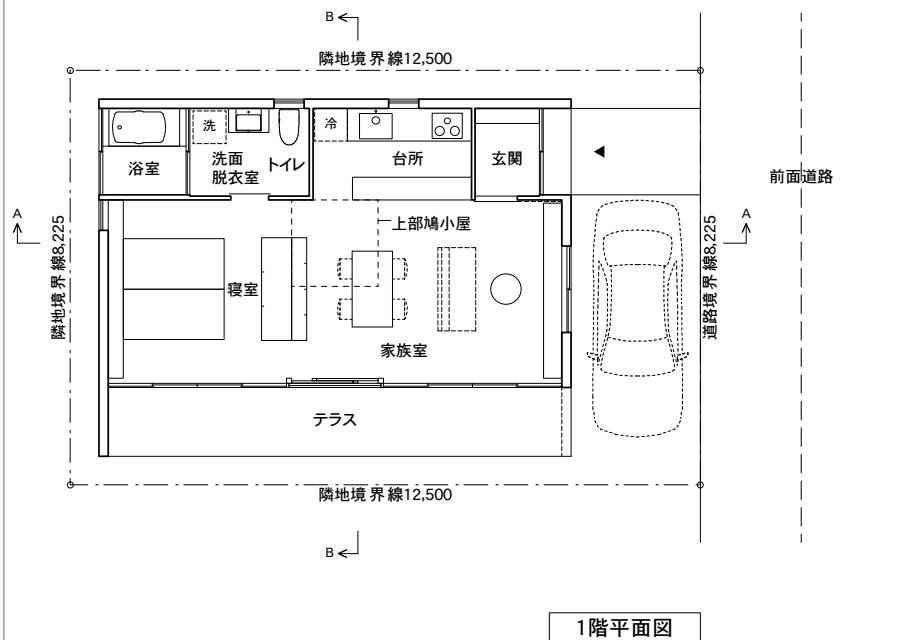 B
隣地境界線12,500
洗
冷
浴室
洗面
脱衣室
トイレ
台所
玄関
前面道路
A
A
上部鳩小屋
隣地境界線8,225
道路境界線8,225
寝室
家族室
テラス
隣地境界線12,500
B
1階平面図